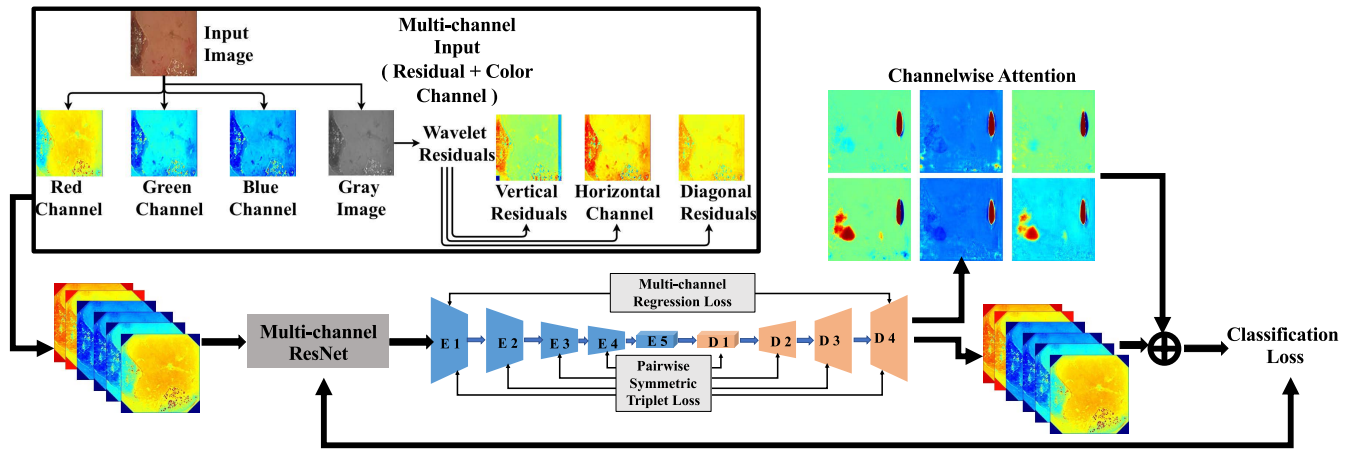 Input
Image
Multi-channel
Input
( Residual + Color
Channel )
Red
Channel
Green
Channel
Blue
Channel
Gray
Image
Wavelet
Residuals
Vertical
Residuals
Horizontal
Channel
Diagonal
Residuals
Channelwise Attention
Multi-channel
ResNet
Multi-channel
Regression Loss
E 1
E 2
E 3
E 4
E 5
D 1
D 2
D 3
D 4
Pairwise
Symmetric
Triplet Loss
Classification
Loss